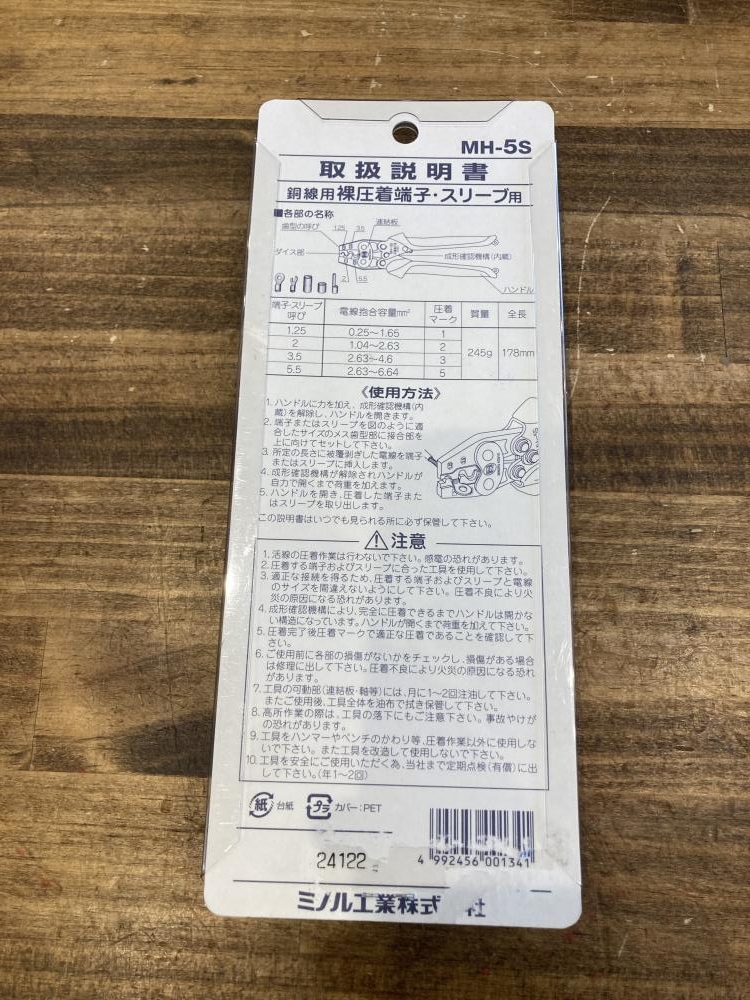 MH-5S
取扱説明書
銅線用裸圧着端子・スリーブ用
■各部の名称
歯型の呼び 1.25 3.5 連結板
ダイス部 成形確認機構(内蔵)
2 5.5 ハンドル
端子・スリーブ呼び 電線抱合容量mm² 圧着マーク 質量 全長
1.25 0.25〜1.65 1
2 1.04〜2.63 2
245g 178mm
3.5 2.63〜4.6 3
5.5 2.63〜6.64 5
《使用方法》
1. ハンドルに力を加え、成形確認機構(内
蔵)を解除し、ハンドルを開きます。
2. 端子またはスリーブを図のように適
合したサイズのメス歯型部に接合部を
上に向けてセットして下さい。
3. 所定の長さに被覆剥ぎした電線を端子
またはスリーブに挿入します。
4. 成形確認機構が解除されハンドルが
自力で開くまで荷重を加えます。
5. ハンドルを開き、圧着した端子また
はスリーブを取り出します。
この説明書はいつでも見られる所に必ず保管して下さい。
注意
1. 活線の圧着作業は行わないで下さい。感電の恐れがあります。
2. 圧着する端子およびスリーブに合った工具を使用して下さい。
3. 適正な接続を得るため、圧着する端子およびスリーブと電線
のサイズを間違えないようにして下さい。圧着不良により火
災の原因になる恐れがあります。
4. 成形確認機構により、完全に圧着できるまでハンドルは開かな
い構造になっています。ハンドルが開くまで荷重を加えて下さい。
5. 圧着完了後圧着マークで適正な圧着であることを確認して下
さい。
6. ご使用前に各部の損傷がないかをチェックし、損傷がある場合
は修理に出して下さい。圧着不良により火災の原因になる恐れ
があります。
7. 工具の可動部(連結板・軸等)には、月に1〜2回注油して下さい。
またご使用後、工具全体を油布で拭き保管して下さい。
8. 高所作業の際は、工具の落下にもご注意下さい。事故やけが
の恐れがあります。
9. 工具をハンマーやペンチのかわり等、圧着作業以外に使用しな
いで下さい。また工具を改造して使用しないで下さい。
10. 工具を安全にご使用いただく為、当社まで定期点検(有償)に出
して下さい。(年1〜2回)
紙 台紙 プラ カバー:PET
24122
4 992456 001341
ミノル工業株式 社